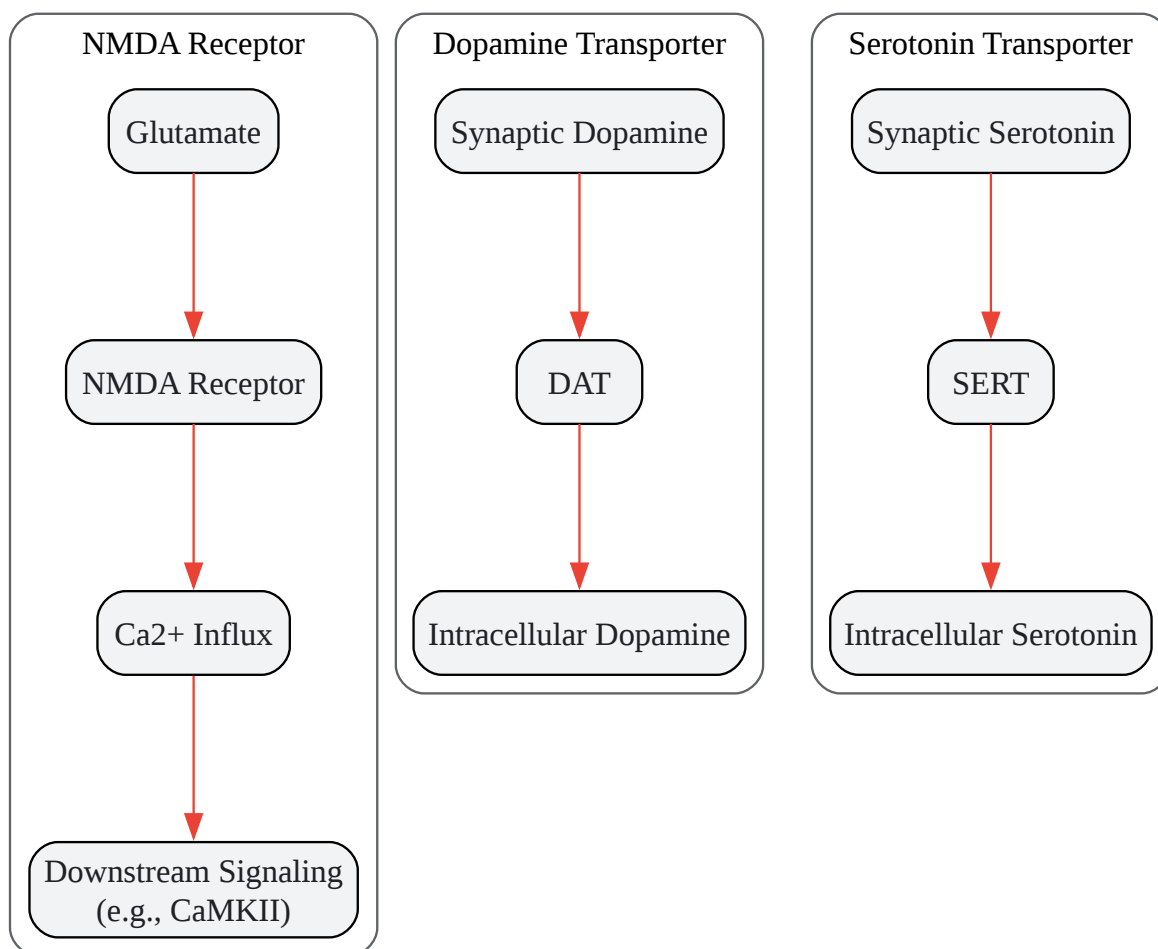 NMDA Receptor
Glutamate
NMDA Receptor
Ca2+ Influx
Downstream Signaling
(e.g., CaMKII)
Dopamine Transporter
Synaptic Dopamine
DAT
Intracellular Dopamine
Serotonin Transporter
Synaptic Serotonin
SERT
Intracellular Serotonin